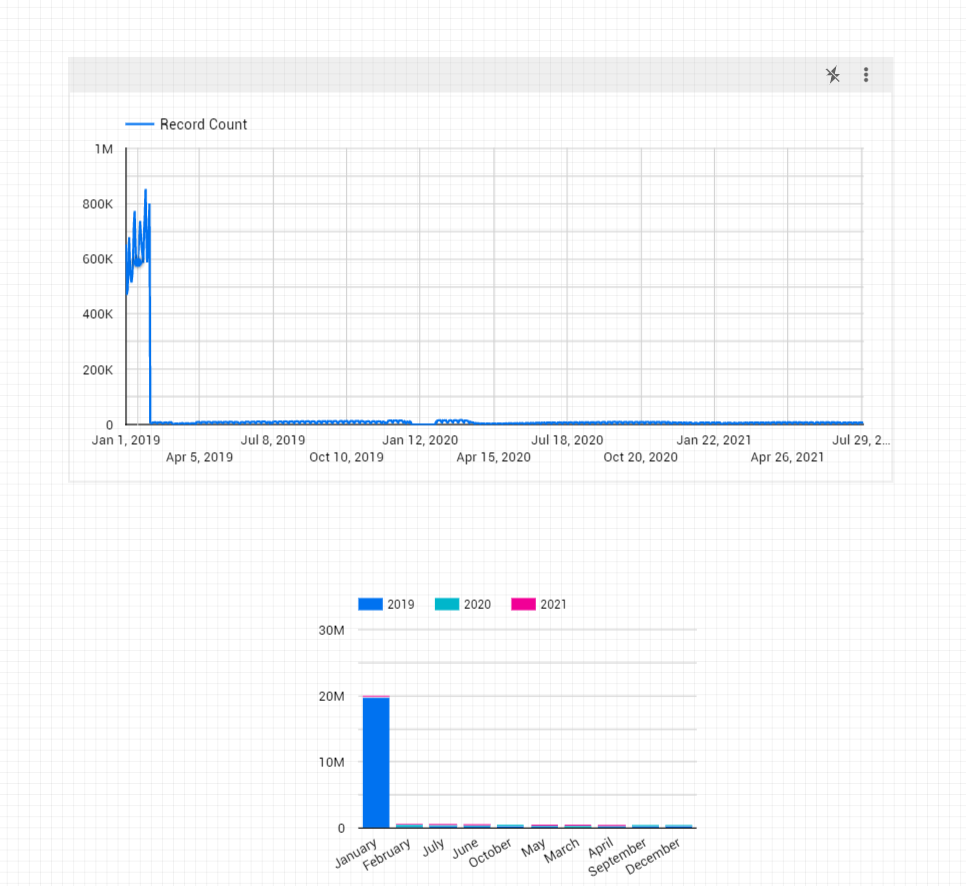 Record Count
1M
800K
600K
400K
200K
0
Jan 1, 2019 Jul 8, 2019 Jan 12, 2020 Jul 18, 2020 Jan 22, 2021 Jul 29, 2...
Apr 5, 2019 Oct 10, 2019 Apr 15, 2020 Oct 20, 2020 Apr 26, 2021
2019 2020 2021
30M
20M
10M
0
January February July June October May March April September December